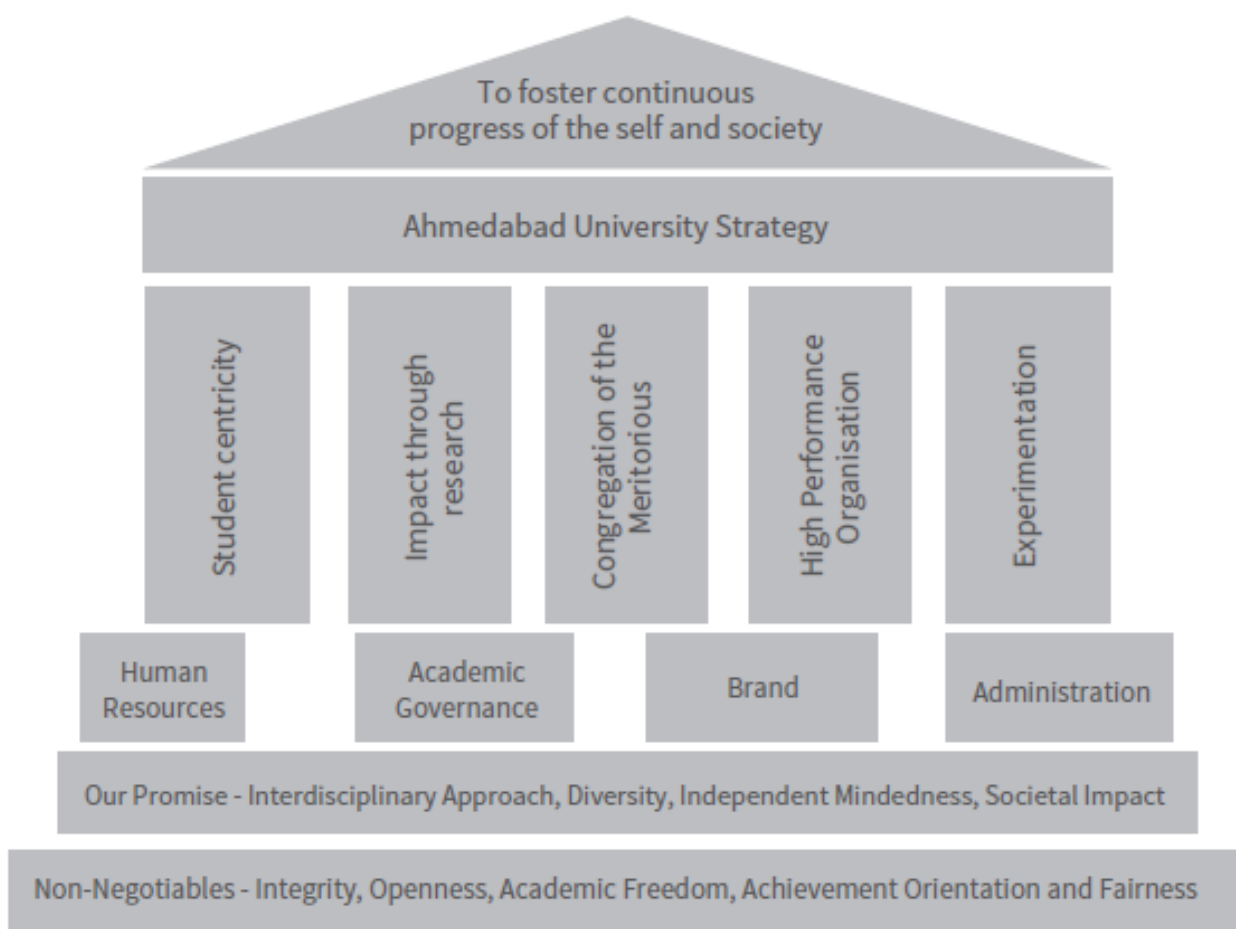 To foster continuous
progress of the self and society
Ahmedabad University Strategy
Student centricity
Impact through
research
Congregation of the
Meritorious
High Performance
Organisation
Experimentation
Human
Resources
Academic
Governance
Brand
Administration
Our Promise - Interdisciplinary Approach, Diversity, Independent Mindedness, Societal Impact
Non-Negotiables - Integrity, Openness, Academic Freedom, Achievement Orientation and Fairness